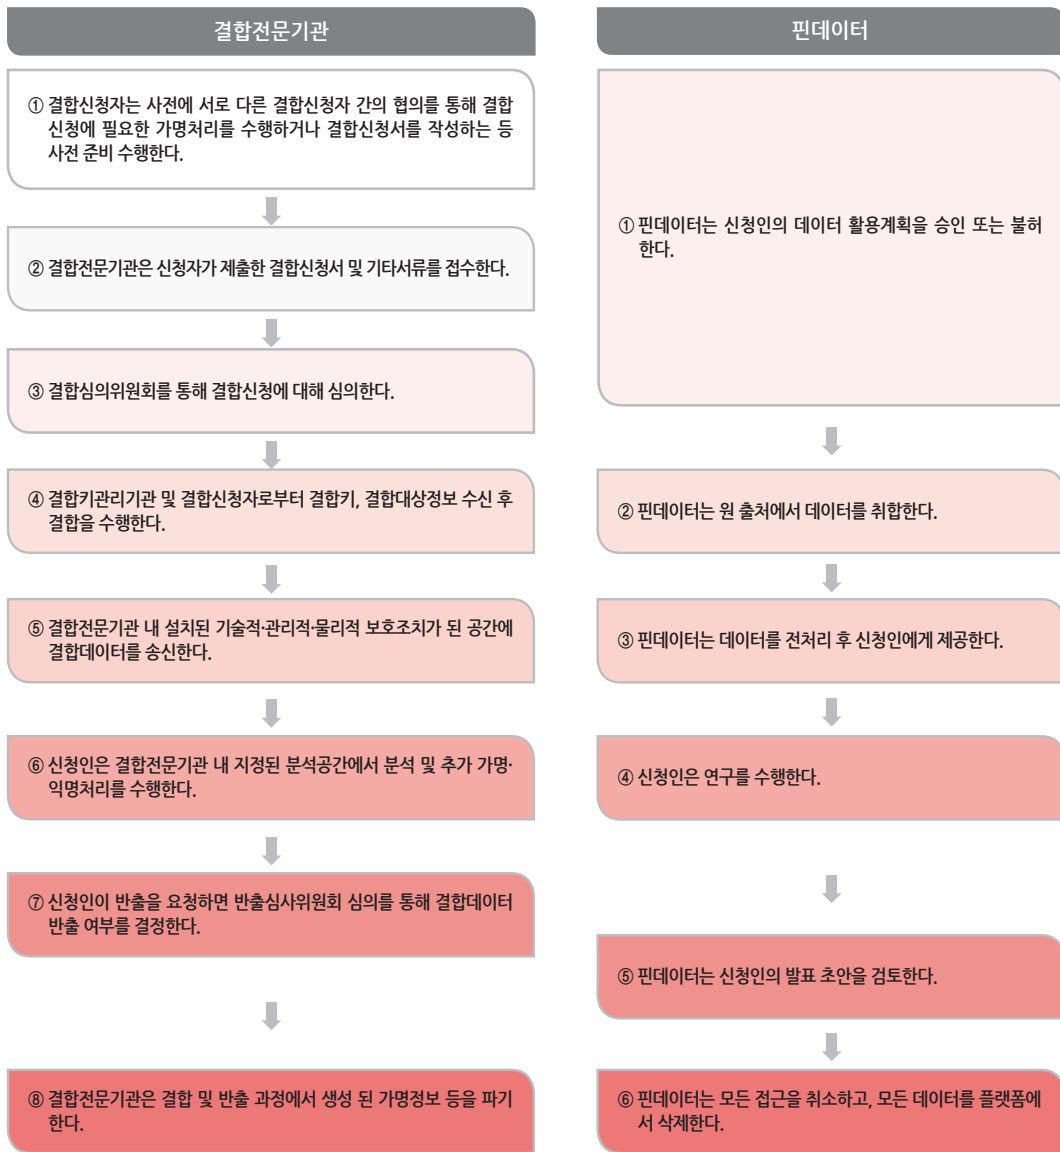 결합전문기관
① 결합신청자는 사전에 서로 다른 결합신청자 간의 협의를 통해 결합
신청에 필요한 가명처리를 수행하거나 결합신청서를 작성하는 등
사전 준비 수행한다.
② 결합전문기관은 신청자가 제출한 결합신청서 및 기타서류를 접수한다.
③ 결합심의위원회를 통해 결합신청에 대해 심의한다.
④ 결합키관리기관 및 결합신청자로부터 결합키, 결합대상정보 수신 후
결합을 수행한다.
⑤ 결합전문기관 내 설치된 기술적·관리적·물리적 보호조치가 된 공간에
결합데이터를 송신한다.
⑥ 신청인은 결합전문기관 내 지정된 분석공간에서 분석 및 추가 가명·
익명처리를 수행한다.
⑦ 신청인이 반출을 요청하면 반출심사위원회 심의를 통해 결합데이터
반출 여부를 결정한다.
⑧ 결합전문기관은 결합 및 반출 과정에서 생성 된 가명정보 등을 파기
한다.
핀데이터
① 핀데이터는 신청인의 데이터 활용계획을 승인 또는 불허
한다.
② 핀데이터는 원 출처에서 데이터를 취합한다.
③ 핀데이터는 데이터를 전처리 후 신청인에게 제공한다.
④ 신청인은 연구를 수행한다.
⑤ 핀데이터는 신청인의 발표 초안을 검토한다.
⑥ 핀데이터는 모든 접근을 취소하고, 모든 데이터를 플랫폼에
서 삭제한다.